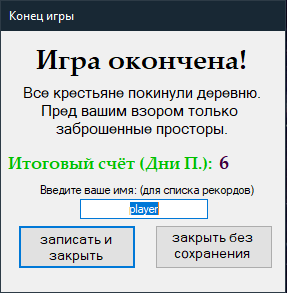 Конец игры
Игра окончена!
Все крестьяне покинули деревню.
Пред вашим взором только
заброшенные просторы.
Итоговый счёт (Дни П.): 6
Введите ваше имя: (для списка рекордов)
player
записать и
закрыть
закрыть без
сохранения